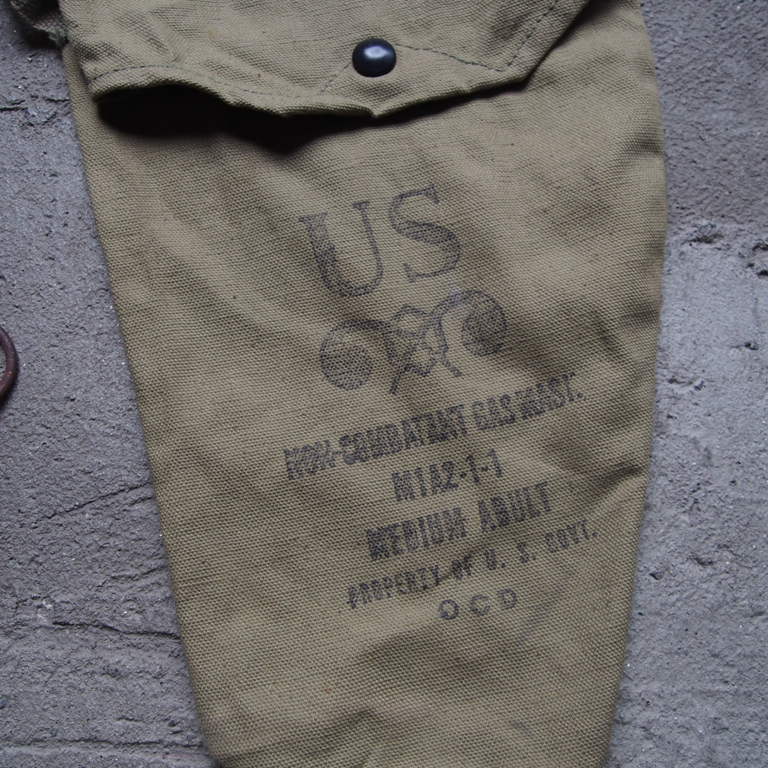 US
NON-COMBATANT GAS MASK
M1A2-1-1
MEDIUM ADULT
PROPERTY OF U. S. GOVT.
OCD